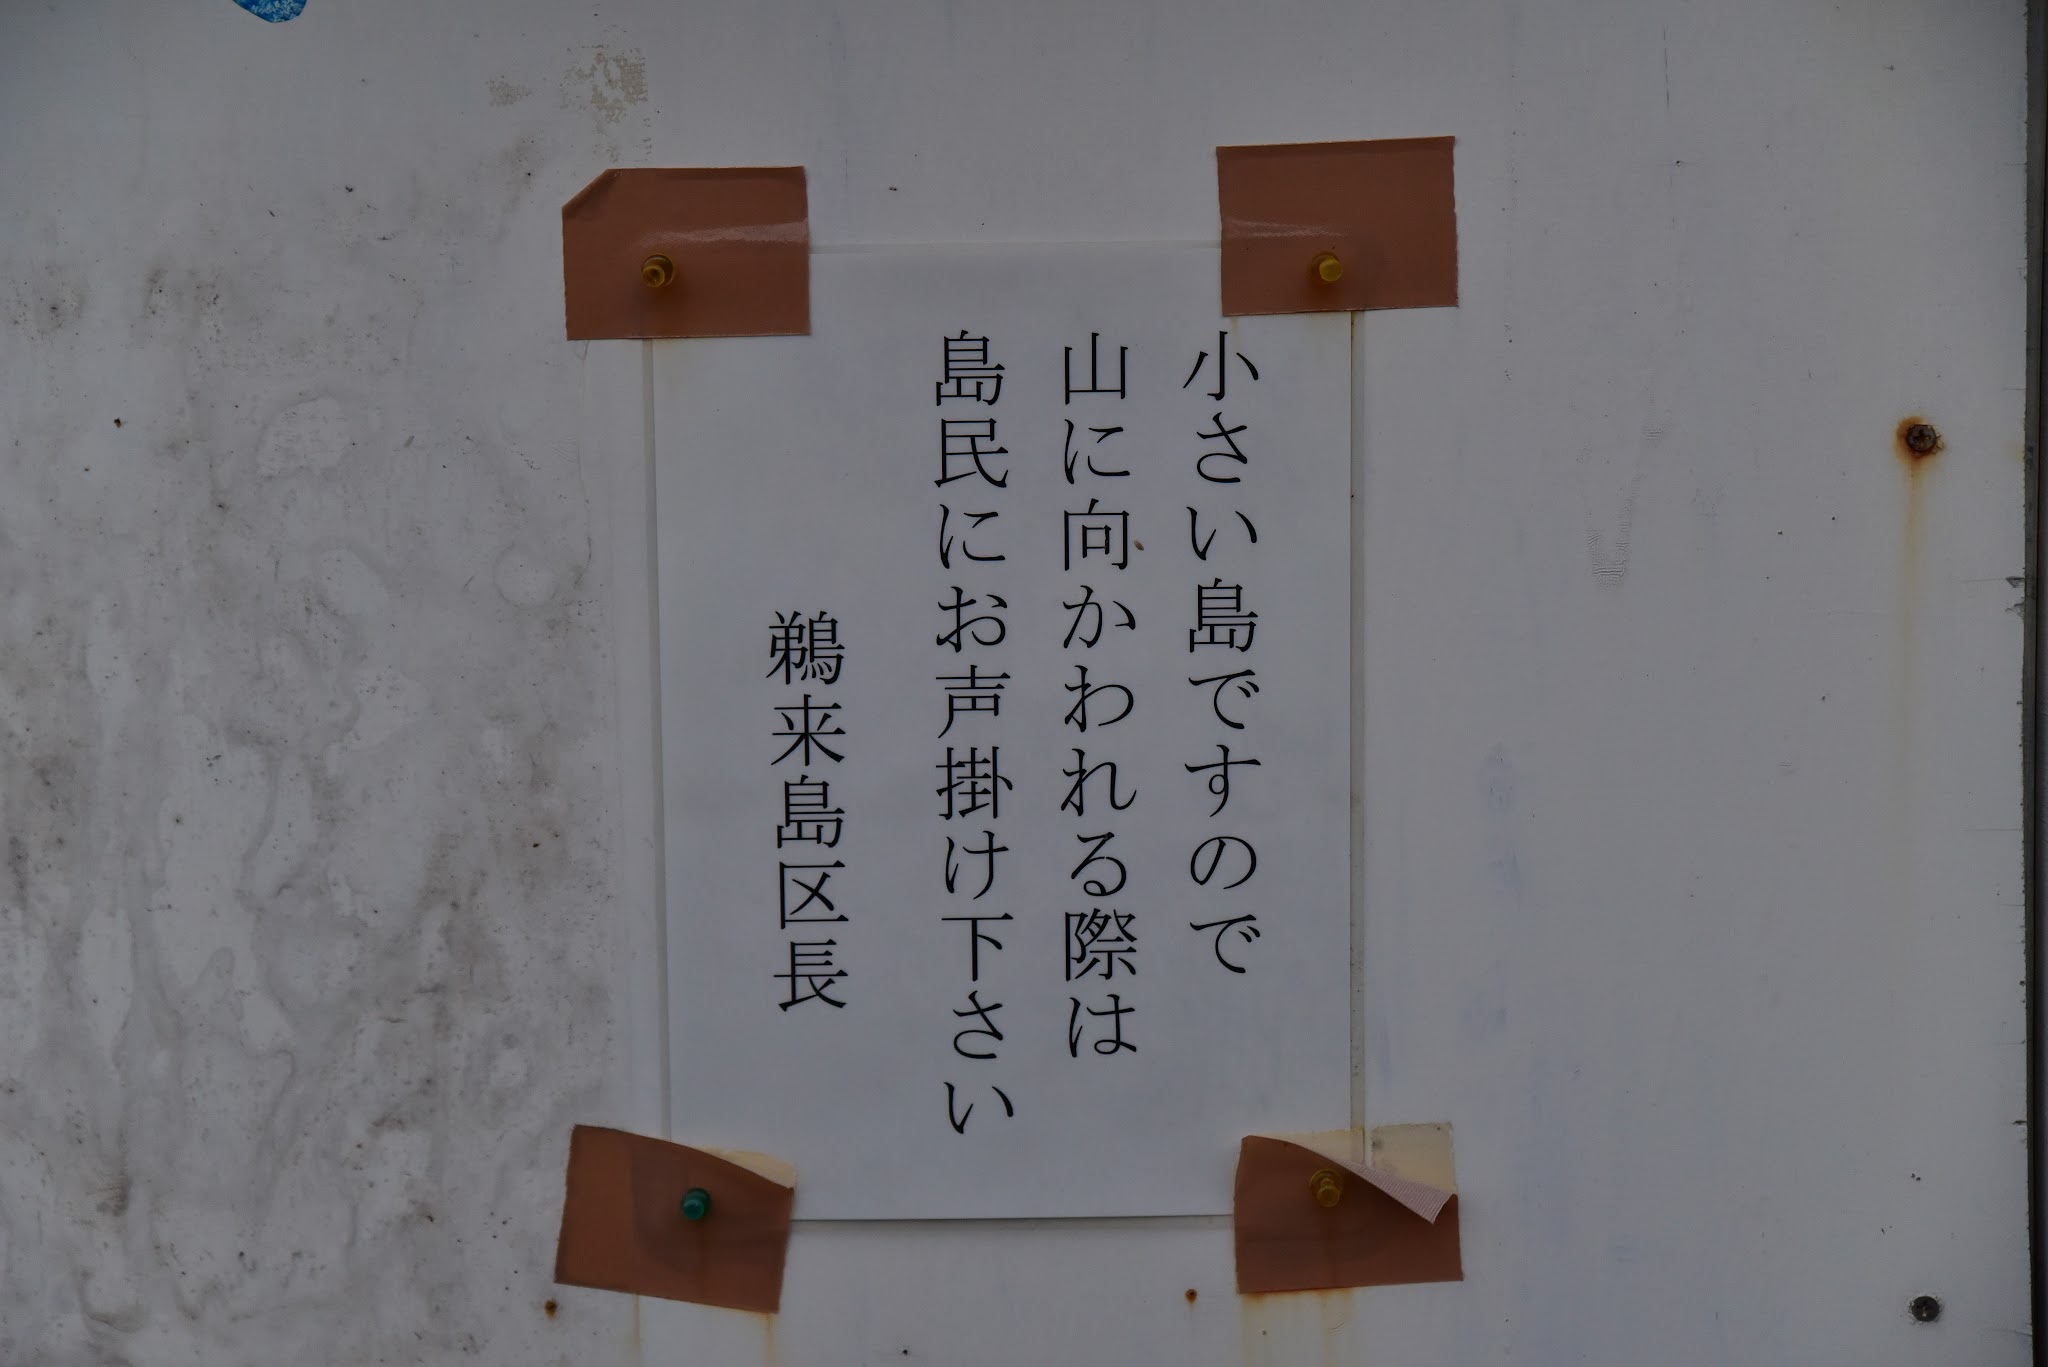 小さい島ですので
山に向かわれる際は
島民にお声掛け下さい
鵜来島区長